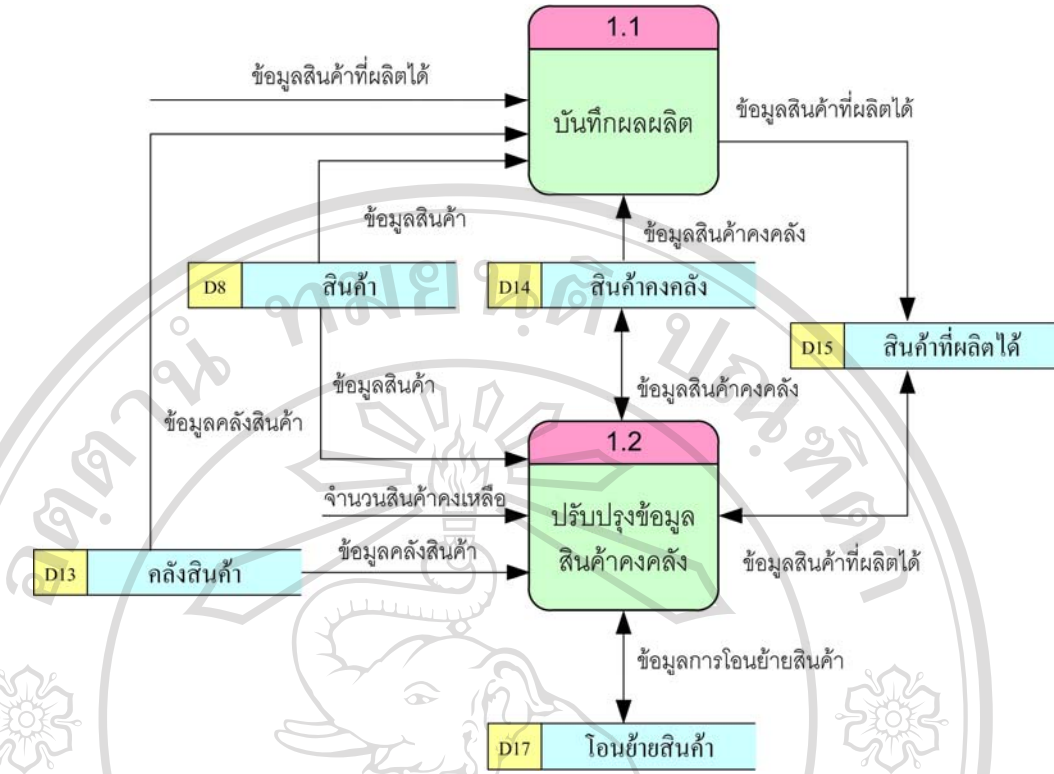 1.1
ข้อมูลสินค้าที่ผลิตได้
บันทึกผลผลิต
ข้อมูลสินค้าที่ผลิตได้
ข้อมูลสินค้า
ข้อมูลสินค้าคงคลัง
D8 สินค้า
D14 สินค้าคงคลัง
D15 สินค้าที่ผลิตได้
ข้อมูลสินค้า
ข้อมูลสินค้าคงคลัง
ข้อมูลคลังสินค้า
1.2
จำนวนสินค้าคงเหลือ
ปรับปรุงข้อมูล
สินค้าคงคลัง
ข้อมูลคลังสินค้า
ข้อมูลสินค้าที่ผลิตได้
D13 คลังสินค้า
ข้อมูลการโอนย้ายสินค้า
D17 โอนย้ายสินค้า